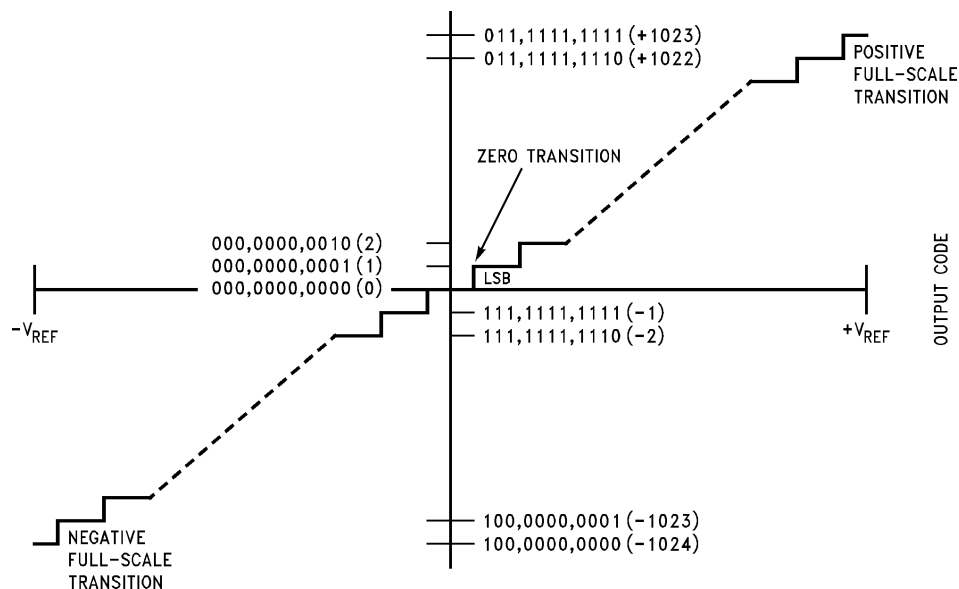 011,1111,1111 (+1023)
011,1111,1110 (+1022)
POSITIVE
FULL-SCALE
TRANSITION
ZERO TRANSITION
000,0000,0010 (2)
000,0000,0001 (1)
000,0000,0000 (0)
LSB
111,1111,1111 (-1)
111,1111,1110 (-2)
-VREF
+VREF
OUTPUT CODE
100,0000,0001 (-1023)
100,0000,0000 (-1024)
NEGATIVE
FULL-SCALE
TRANSITION